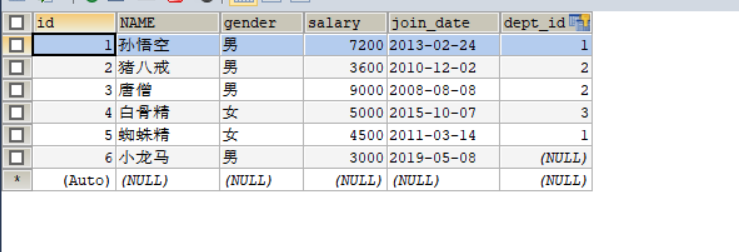 id NAME gender salary join_date dept_id
1 孙悟空 男 7200 2013-02-24 1
2 猪八戒 男 3600 2010-12-02 2
3 唐僧 男 9000 2008-08-08 2
4 白骨精 女 5000 2015-10-07 3
5 蜘蛛精 女 4500 2011-03-14 1
6 小龙马 男 3000 2019-05-08 (NULL)
* (Auto) (NULL) (NULL) (NULL) (NULL) (NULL)